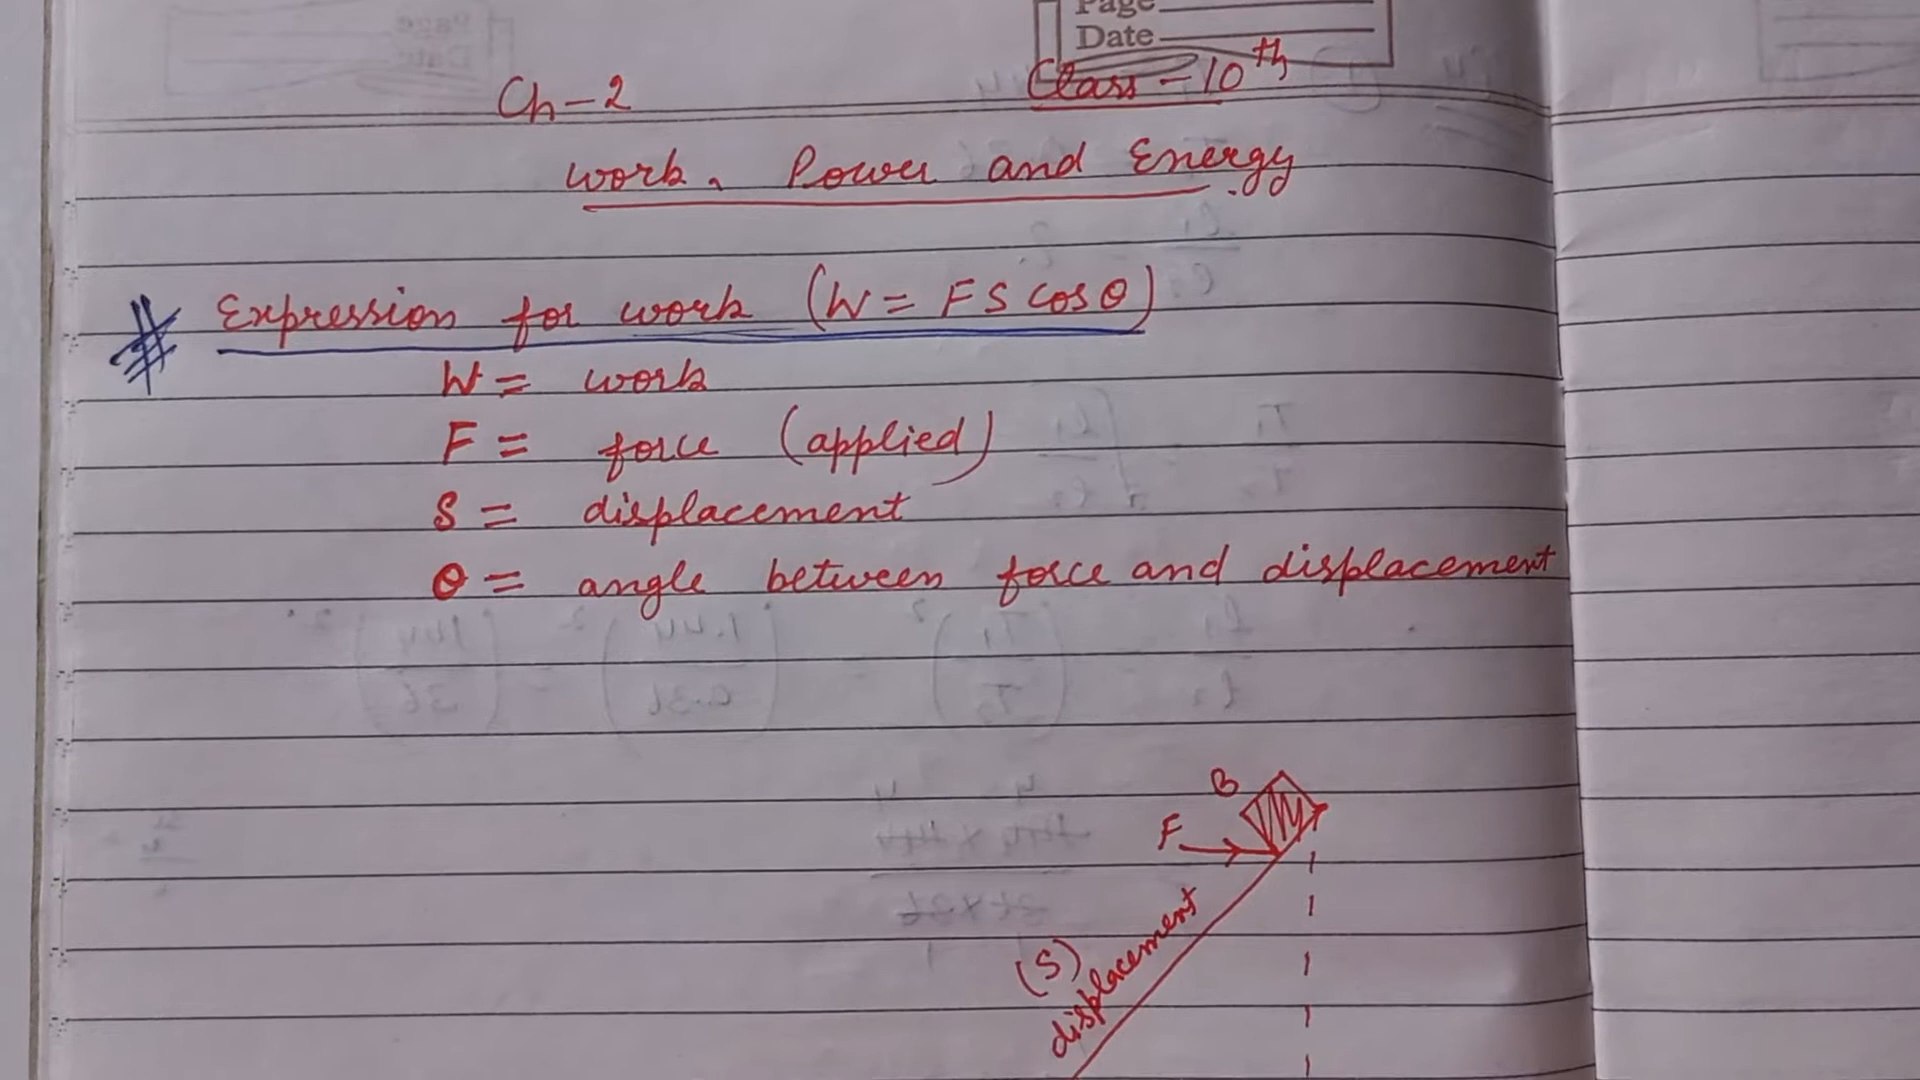 Page
Date
Ch-2
Class-10th
Work, Power and Energy
# Expression for work (W = FS cosθ)
W = work
F = force (applied)
S = displacement
θ = angle between force and displacement
B
F
(S)
displacement